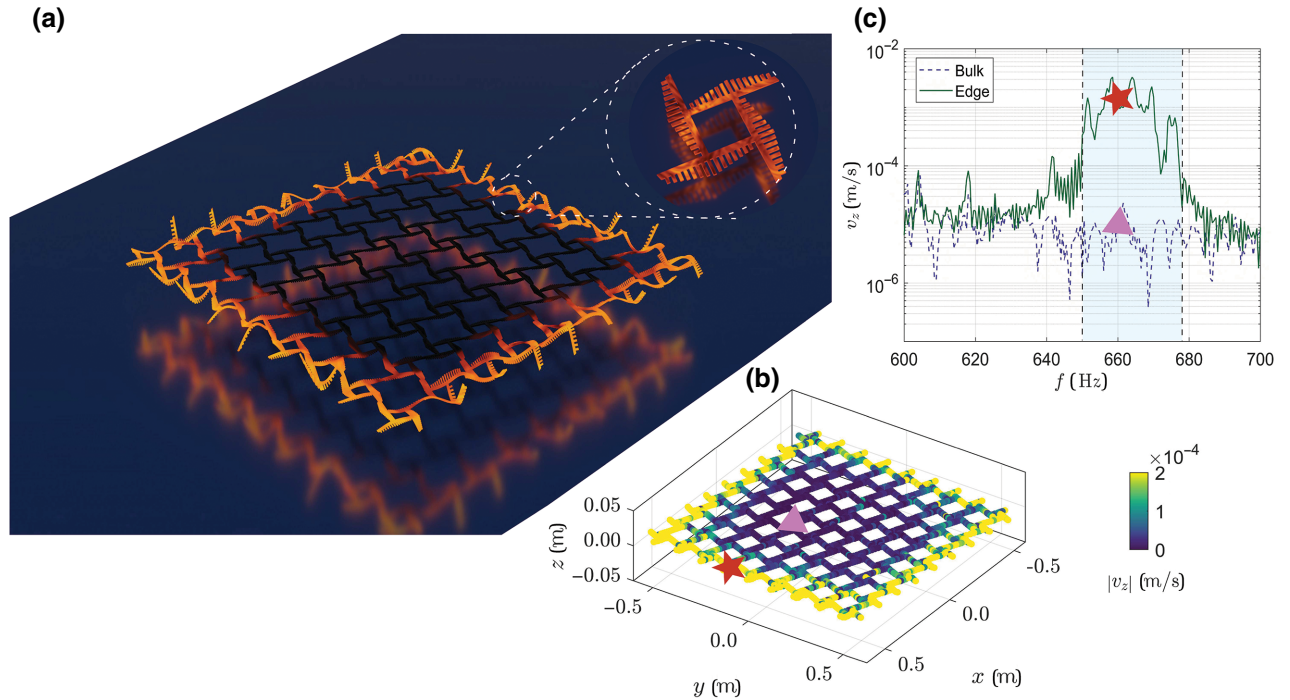 (a)
(c)
10⁻²
Bulk
Edge
10⁻⁴
v_z (m/s)
10⁻⁶
600
620
640
660
680
700
f (Hz)
(b)
0.05
0.00
−0.05
z (m)
−0.5
0.0
0.5
y (m)
−0.5
0.0
0.5
x (m)
×10⁻⁴
2
1
0
|v_z| (m/s)